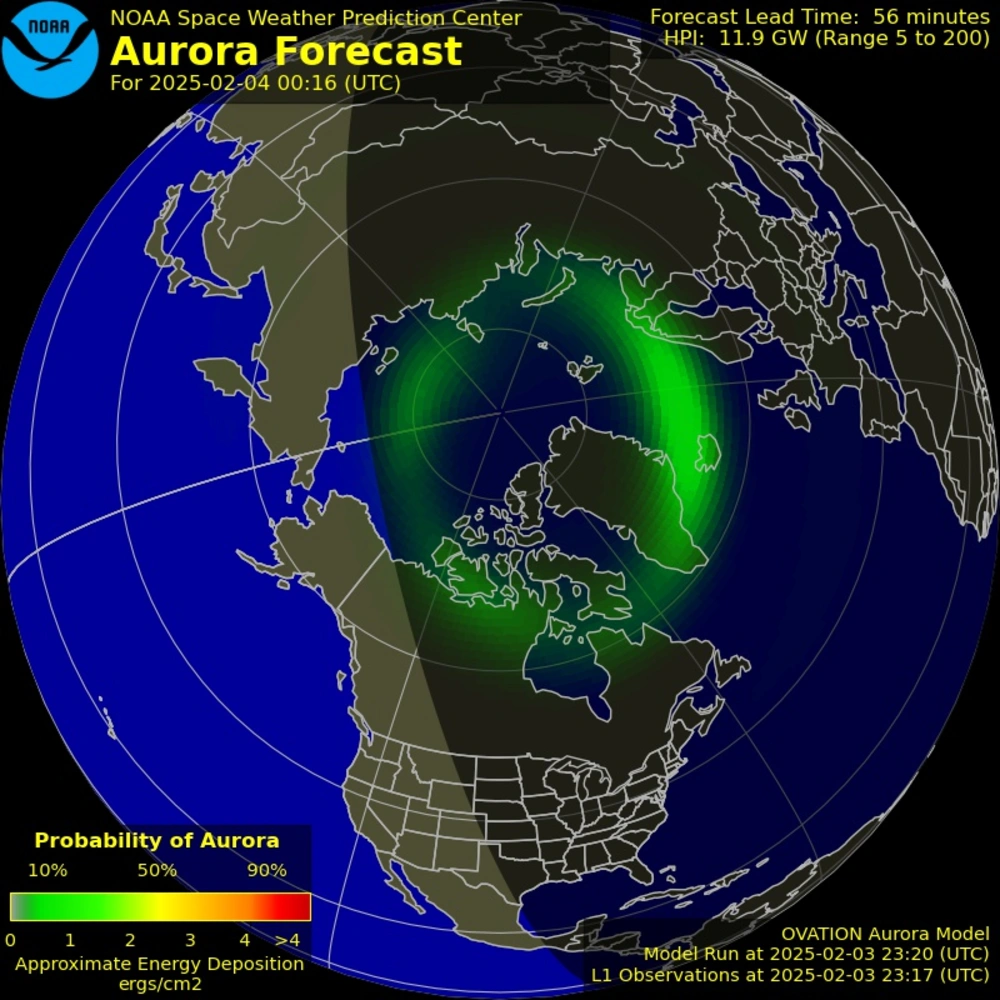 NOAA
NOAA Space Weather Prediction Center
Aurora Forecast
For 2025-02-04 00:16 (UTC)
Forecast Lead Time: 56 minutes
HPI: 11.9 GW (Range 5 to 200)
Probability of Aurora
10% 50% 90%
0 1 2 3 4 >4
Approximate Energy Deposition
ergs/cm2
OVATION Aurora Model
Model Run at 2025-02-03 23:20 (UTC)
L1 Observations at 2025-02-03 23:17 (UTC)